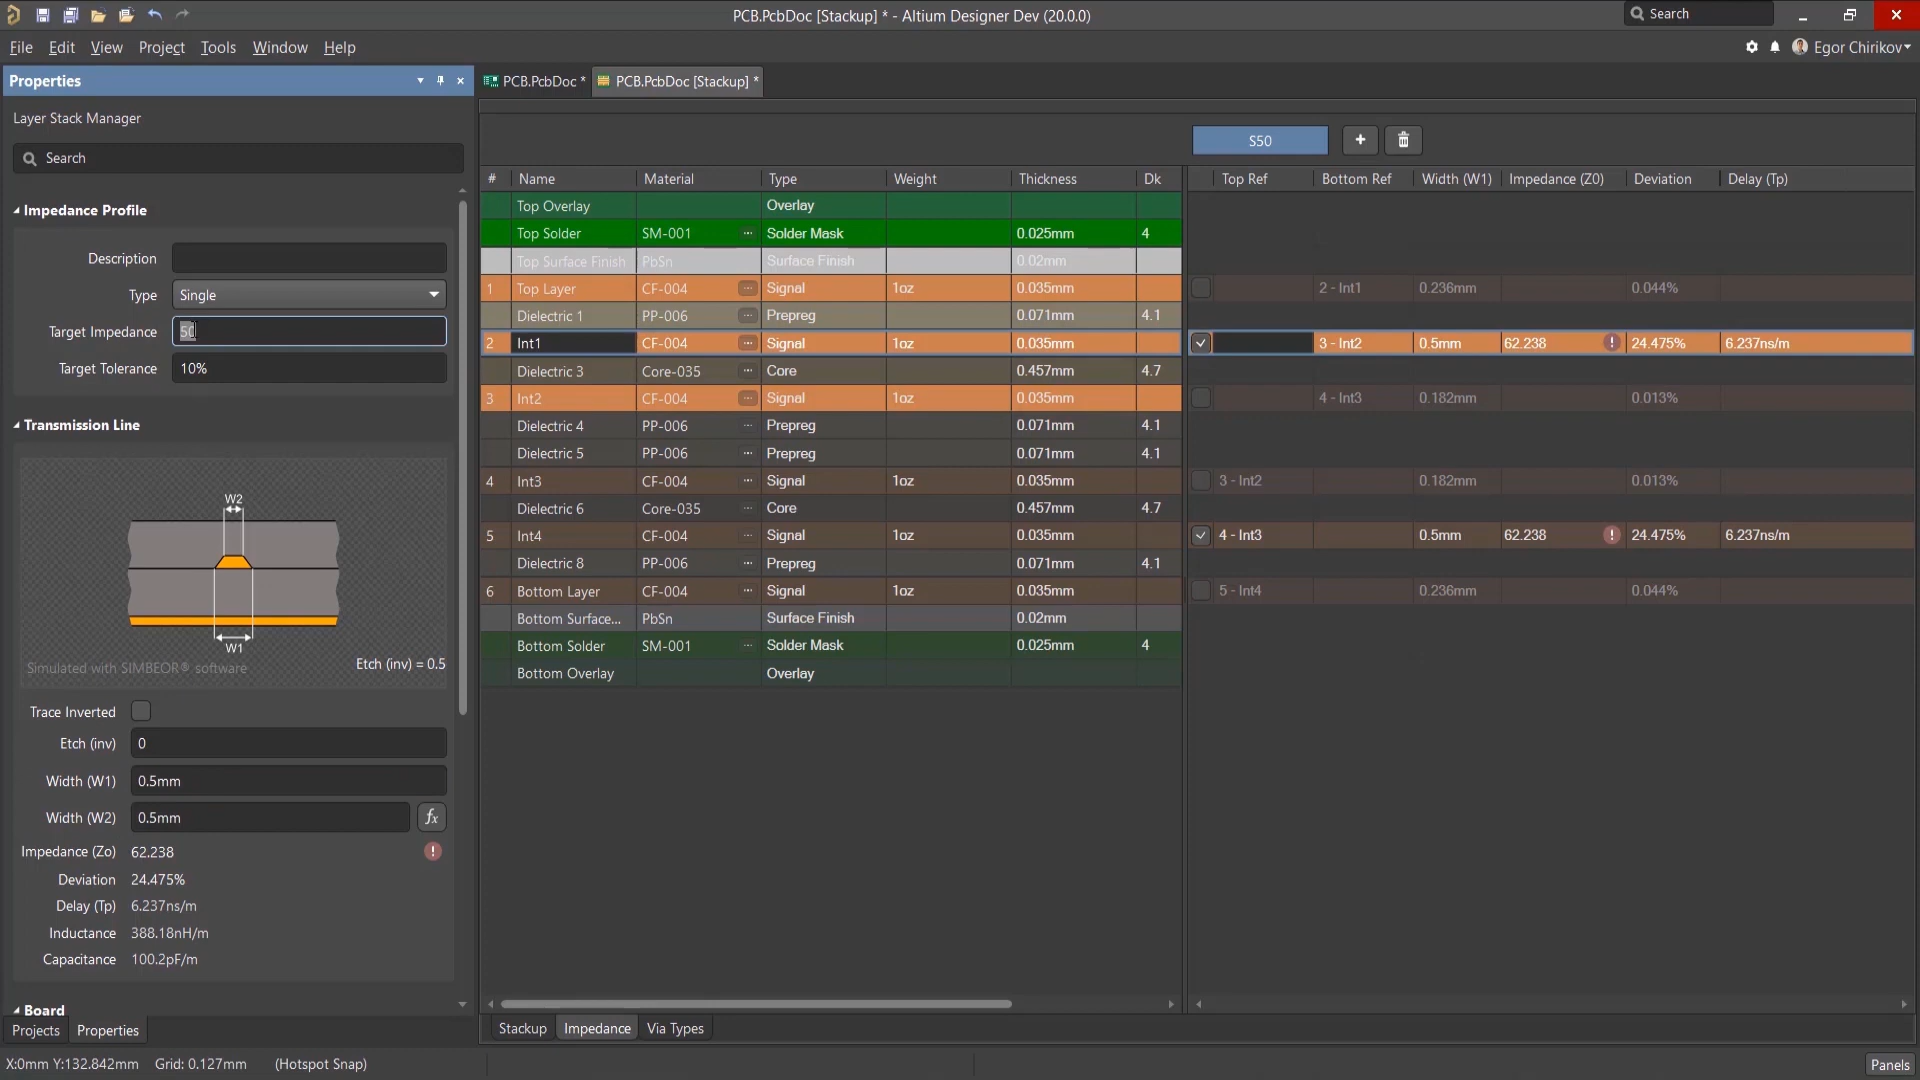 PCB.PcbDoc [Stackup] * - Altium Designer Dev (20.0.0)
Search
File Edit View Project Tools Window Help
Egor Chirikov
Properties
PCB.PcbDoc *
PCB.PcbDoc [Stackup] *
Layer Stack Manager
Search
S50
+
# Name Material Type Weight Thickness Dk Top Ref Bottom Ref Width (W1) Impedance (Z0) Deviation Delay (Tp)
Top Overlay Overlay
Top Solder SM-001 ... Solder Mask 0.025mm 4
Top Surface Finish PbSn Surface Finish 0.02mm
1 Top Layer CF-004 ... Signal 1oz 0.035mm 2 - Int1 0.236mm 0.044%
Dielectric 1 PP-006 ... Prepreg 0.071mm 4.1
2 Int1 CF-004 ... Signal 1oz 0.035mm 3 - Int2 0.5mm 62.238 ! 24.475% 6.237ns/m
Dielectric 3 Core-035 ... Core 0.457mm 4.7
3 Int2 CF-004 ... Signal 1oz 0.035mm 4 - Int3 0.182mm 0.013%
Dielectric 4 PP-006 ... Prepreg 0.071mm 4.1
Dielectric 5 PP-006 ... Prepreg 0.071mm 4.1
4 Int3 CF-004 ... Signal 1oz 0.035mm 3 - Int2 0.182mm 0.013%
Dielectric 6 Core-035 ... Core 0.457mm 4.7
5 Int4 CF-004 ... Signal 1oz 0.035mm 4 - Int3 0.5mm 62.238 ! 24.475% 6.237ns/m
Dielectric 8 PP-006 ... Prepreg 0.071mm 4.1
6 Bottom Layer CF-004 ... Signal 1oz 0.035mm 5 - Int4 0.236mm 0.044%
Bottom Surface... PbSn Surface Finish 0.02mm
Bottom Solder SM-001 ... Solder Mask 0.025mm 4
Bottom Overlay Overlay
Impedance Profile
Description
Type Single
Target Impedance 50
Target Tolerance 10%
Transmission Line
W2
W1
Simulated with SIMBEOR® software
Etch (inv) = 0.5
Trace Inverted
Etch (inv) 0
Width (W1) 0.5mm
Width (W2) 0.5mm fx
Impedance (Zo) 62.238 !
Deviation 24.475%
Delay (Tp) 6.237ns/m
Inductance 388.18nH/m
Capacitance 100.2pF/m
Board
Projects Properties
Stackup Impedance Via Types
X:0mm Y:132.842mm Grid: 0.127mm (Hotspot Snap)
Panels